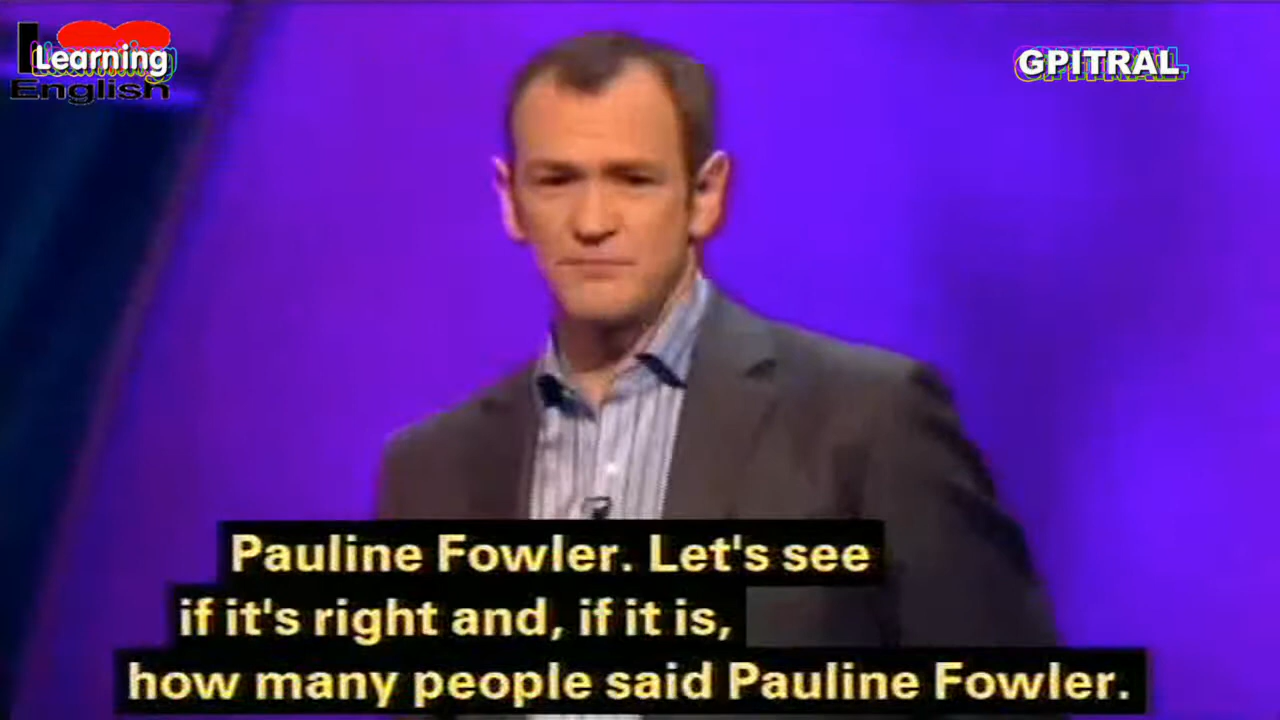 I
Learning
English
GPITRAL
Pauline Fowler. Let's see
if it's right and, if it is,
how many people said Pauline Fowler.